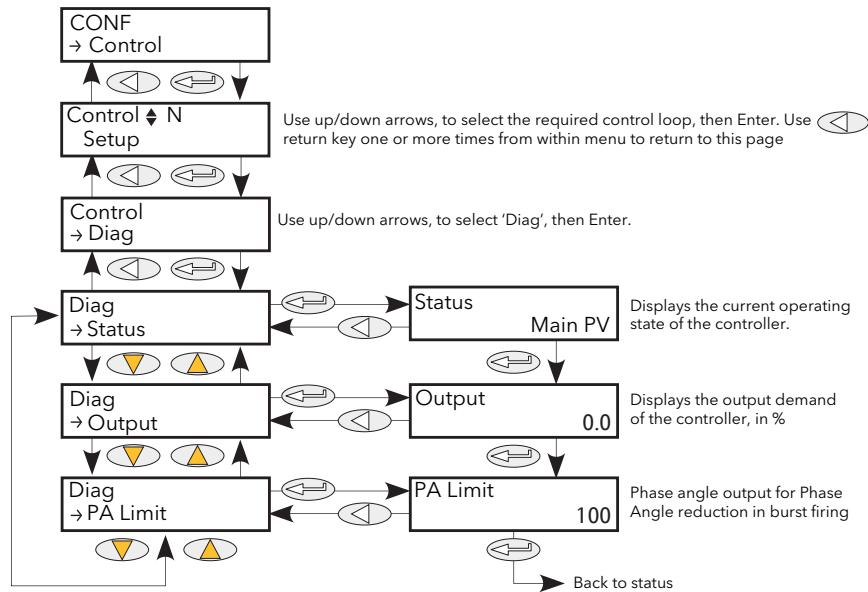 CONF
→ Control
Control N
Setup
Use up/down arrows, to select the required control loop, then Enter. Use
return key one or more times from within menu to return to this page
Control
→ Diag
Use up/down arrows, to select ‘Diag’, then Enter.
Diag
→ Status
Status
Main PV
Displays the current operating
state of the controller.
Diag
→ Output
Output
0.0
Displays the output demand
of the controller, in %
Diag
→ PA Limit
PA Limit
100
Phase angle output for Phase
Angle reduction in burst firing
Back to status